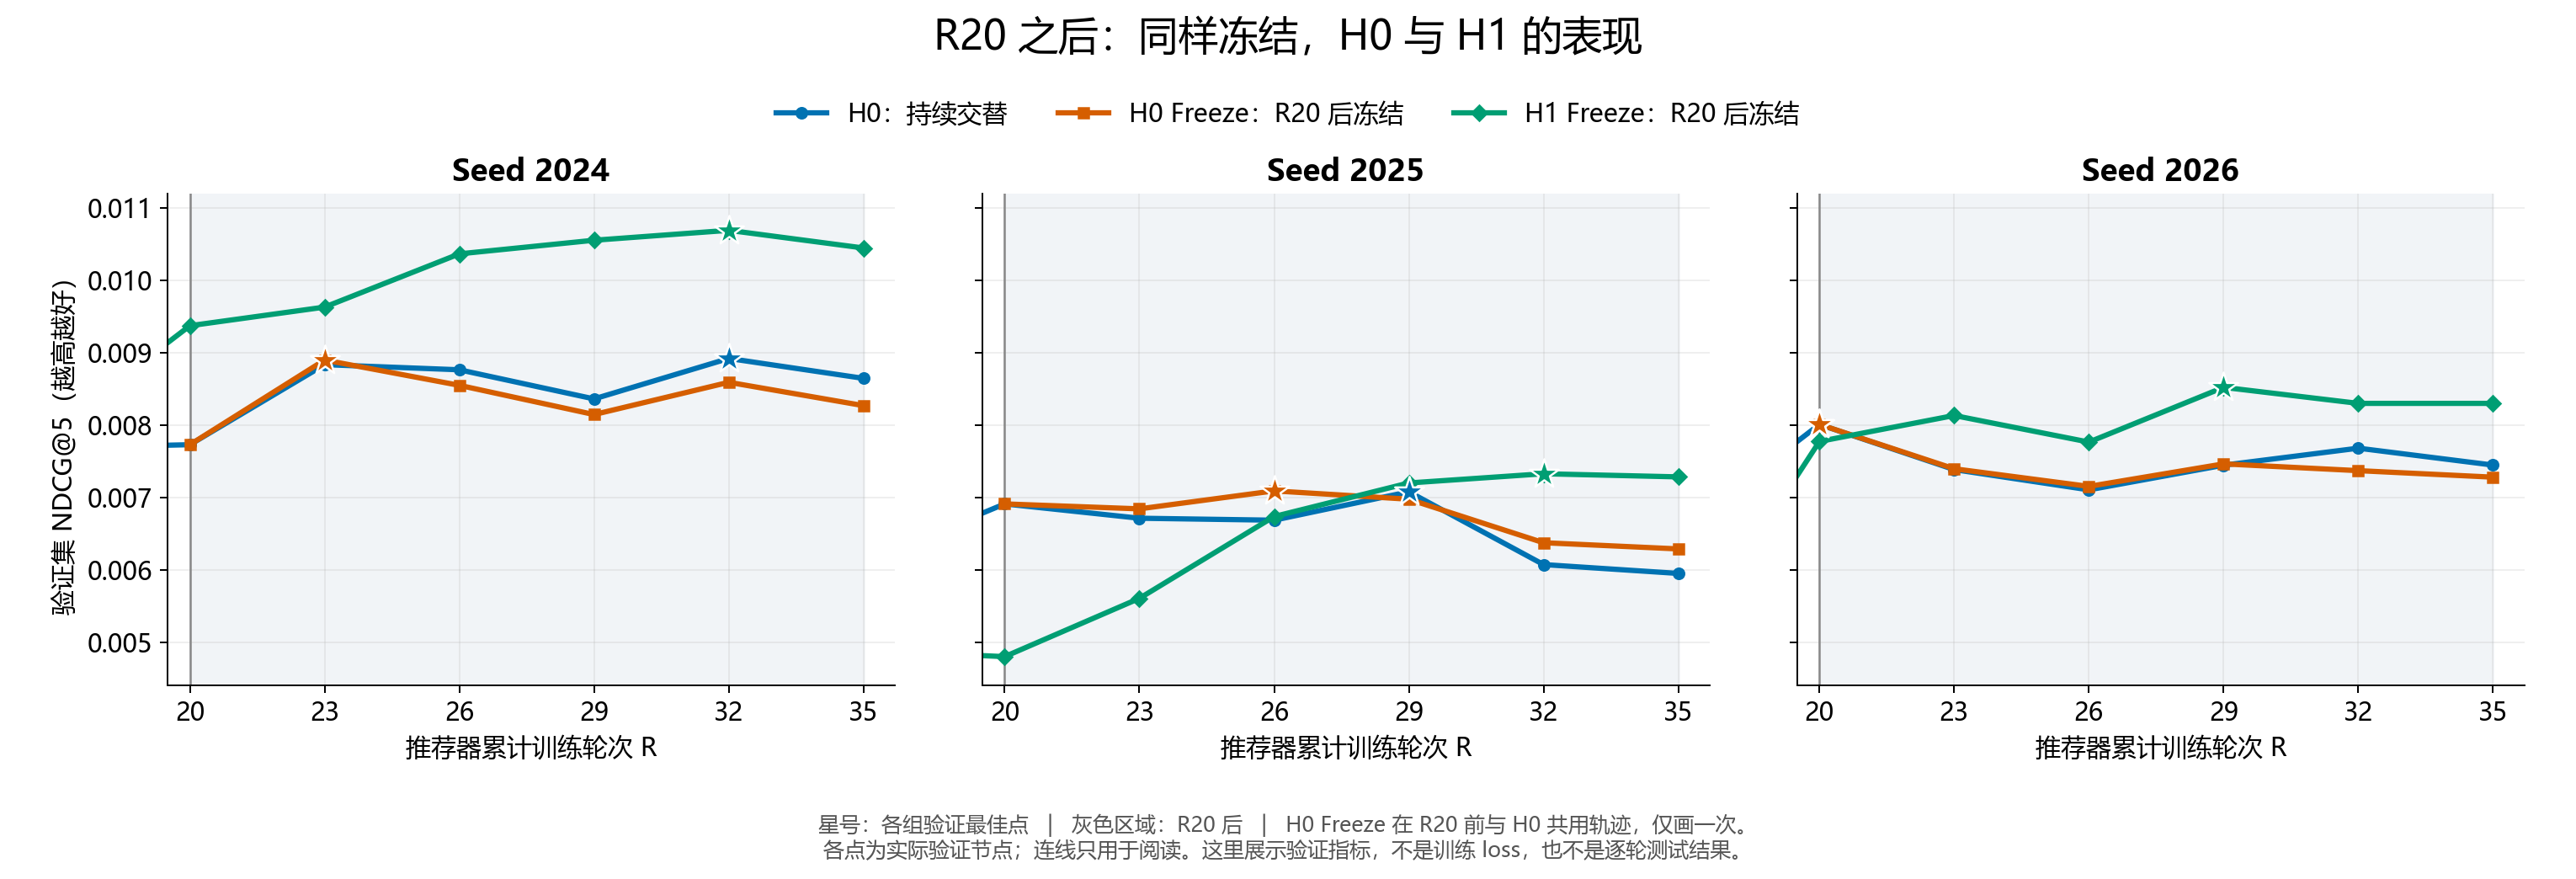 R20 之后：同样冻结，H0 与 H1 的表现
H0：持续交替
H0 Freeze：R20 后冻结
H1 Freeze：R20 后冻结
Seed 2024
Seed 2025
Seed 2026
验证集 NDCG@5（越高越好）
0.011
0.010
0.009
0.008
0.007
0.006
0.005
20 23 26 29 32 35
20 23 26 29 32 35
20 23 26 29 32 35
推荐器累计训练轮次 R
推荐器累计训练轮次 R
推荐器累计训练轮次 R
星号：各组验证最佳点 | 灰色区域：R20 后 | H0 Freeze 在 R20 前与 H0 共用轨迹，仅画一次。
各点为实际验证节点；连线只用于阅读。这里展示验证指标，不是训练 loss，也不是逐轮测试结果。